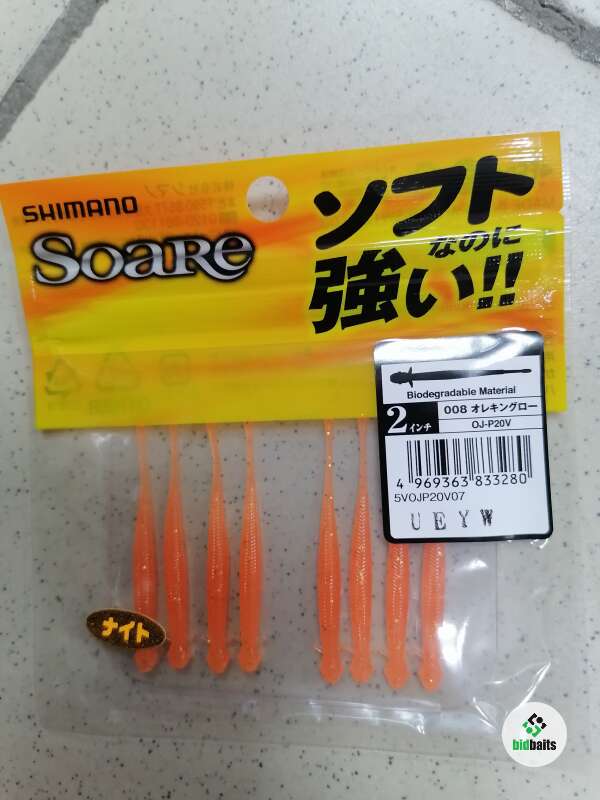 SHIMANO
SOARE
ソフト
なのに
強い!!
Biodegradable Material
2インチ
008 オレキングロー
OJ-P20V
4 969363 833280
5VOJP20V07
UEYW
ナイト
bidbaits